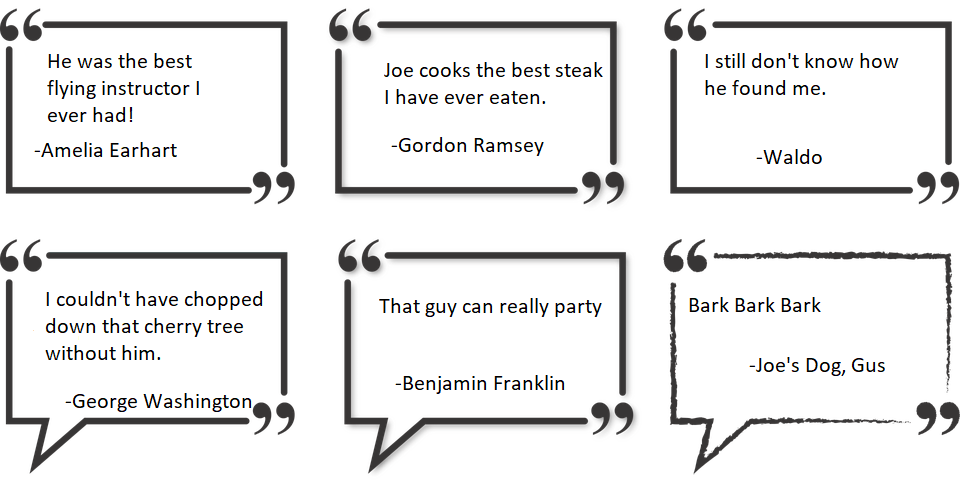 He was the best
flying instructor I
ever had!
-Amelia Earhart
Joe cooks the best steak
I have ever eaten.
-Gordon Ramsey
I still don't know how
he found me.
-Waldo
I couldn't have chopped
down that cherry tree
without him.
-George Washington
That guy can really party
-Benjamin Franklin
Bark Bark Bark
-Joe's Dog, Gus